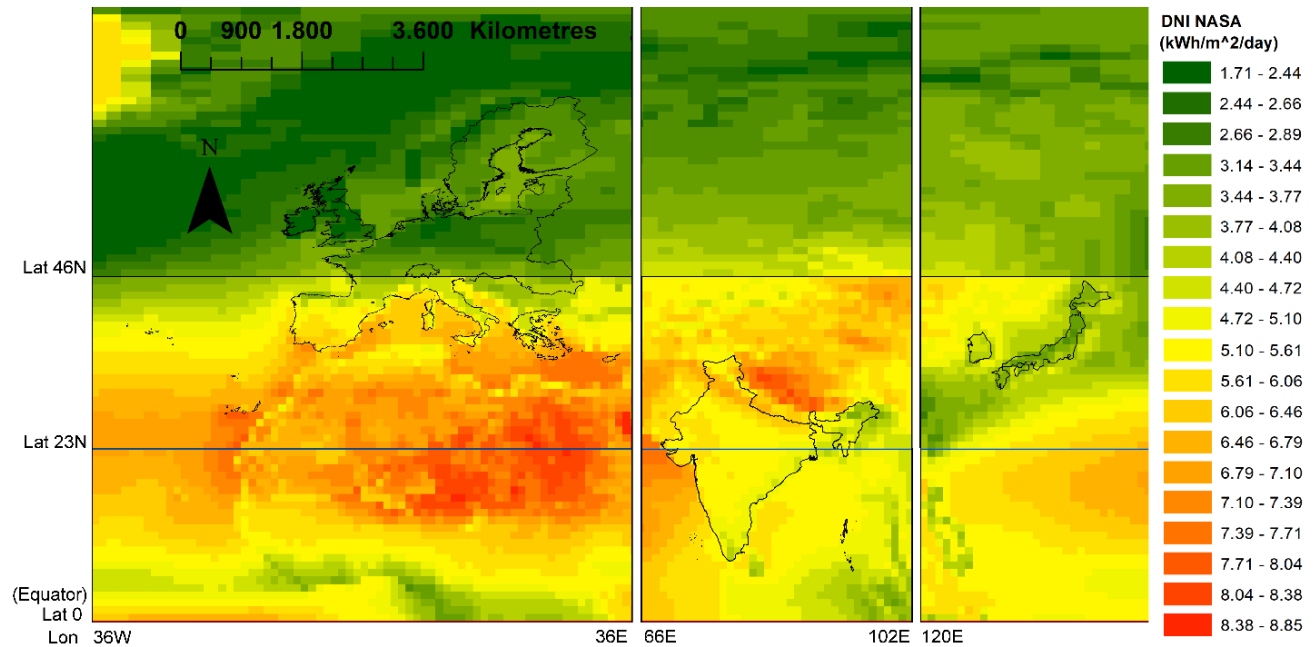 0 900 1.800 3.600 Kilometres
N
Lat 46N
Lat 23N
(Equator)
Lat 0
Lon 36W 36E 66E 102E 120E
DNI NASA
(kWh/m^2/day)
1.71 - 2.44
2.44 - 2.66
2.66 - 2.89
3.14 - 3.44
3.44 - 3.77
3.77 - 4.08
4.08 - 4.40
4.40 - 4.72
4.72 - 5.10
5.10 - 5.61
5.61 - 6.06
6.06 - 6.46
6.46 - 6.79
6.79 - 7.10
7.10 - 7.39
7.39 - 7.71
7.71 - 8.04
8.04 - 8.38
8.38 - 8.85